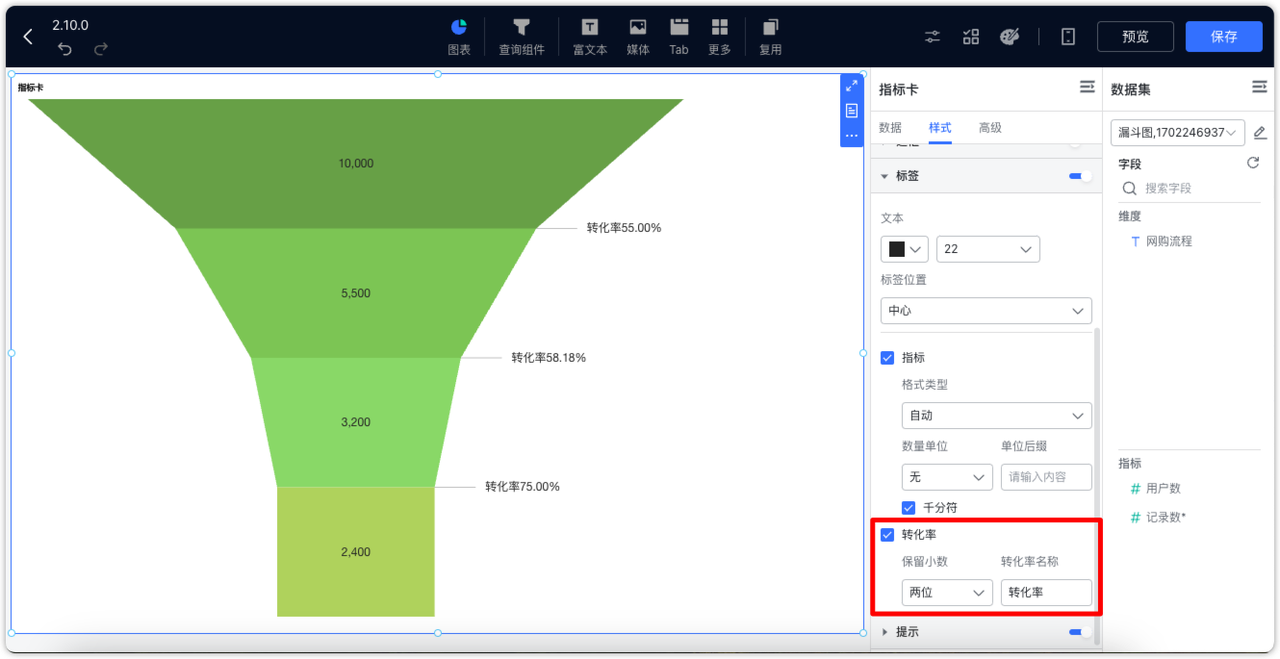 2.10.0
图表
查询组件
富文本
媒体
Tab
更多
复用
预览
保存
指标卡
10,000
转化率55.00%
5,500
转化率58.18%
3,200
转化率75.00%
2,400
指标卡
数据
样式
高级
标签
文本
22
标签位置
中心
指标
格式类型
自动
数量单位
单位后缀
无
请输入内容
千分符
转化率
保留小数
转化率名称
两位
转化率
提示
数据集
漏斗图,1702246937
字段
搜索字段
维度
T 网购流程
指标
# 用户数
# 记录数*